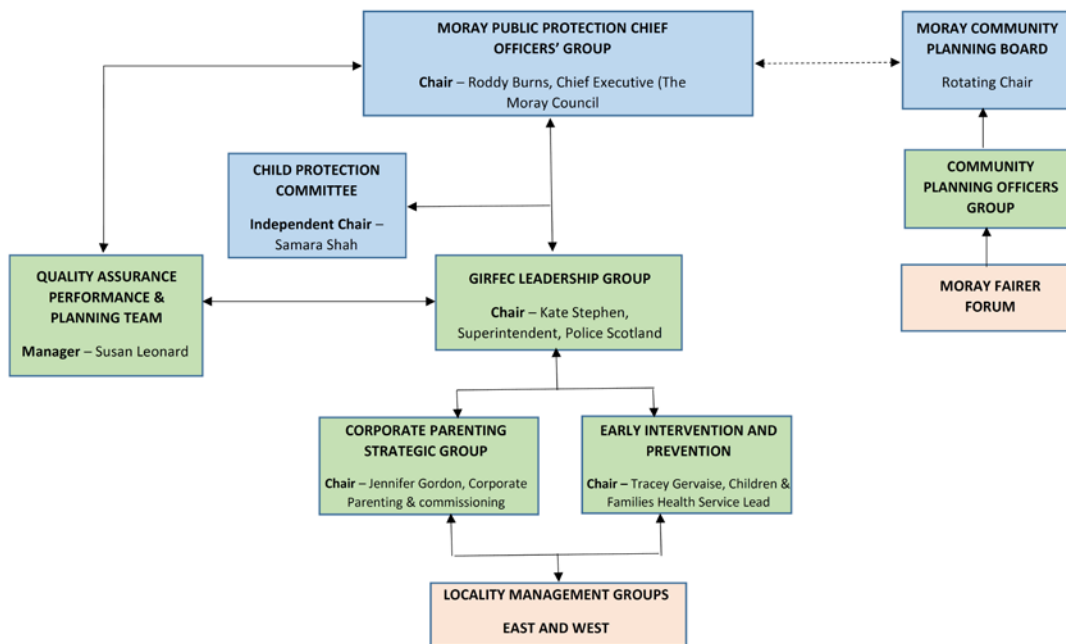 MORAY PUBLIC PROTECTION CHIEF
OFFICERS’ GROUP
Chair – Roddy Burns, Chief Executive (The
Moray Council
MORAY COMMUNITY
PLANNING BOARD
Rotating Chair
CHILD PROTECTION
COMMITTEE
Independent Chair –
Samara Shah
COMMUNITY
PLANNING OFFICERS
GROUP
QUALITY ASSURANCE
PERFORMANCE &
PLANNING TEAM
Manager – Susan Leonard
GIRFEC LEADERSHIP GROUP
Chair – Kate Stephen,
Superintendent, Police Scotland
MORAY FAIRER
FORUM
CORPORATE PARENTING
STRATEGIC GROUP
Chair – Jennifer Gordon, Corporate
Parenting & commissioning
EARLY INTERVENTION AND
PREVENTION
Chair – Tracey Gervaise, Children &
Families Health Service Lead
LOCALITY MANAGEMENT GROUPS
EAST AND WEST